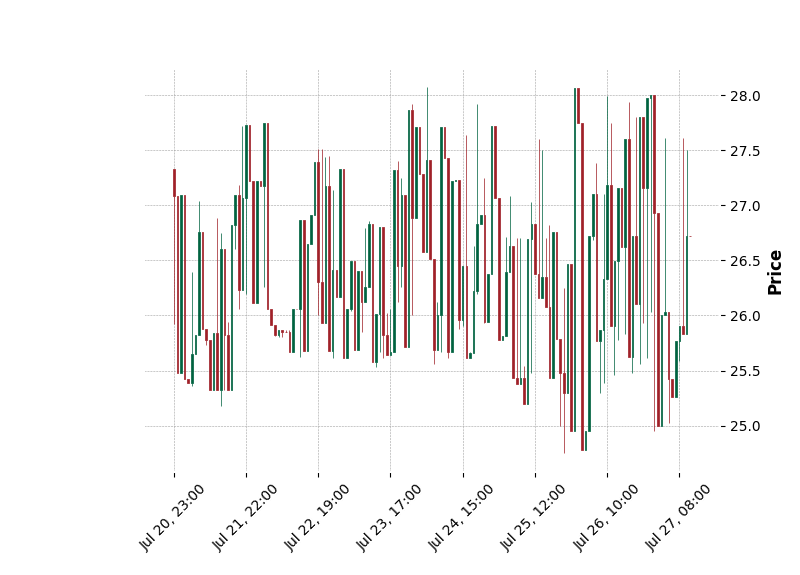 28.0
27.5
27.0
26.5
26.0
25.5
25.0
Price
Jul 20, 23:00
Jul 21, 22:00
Jul 22, 19:00
Jul 23, 17:00
Jul 24, 15:00
Jul 25, 12:00
Jul 26, 10:00
Jul 27, 08:00